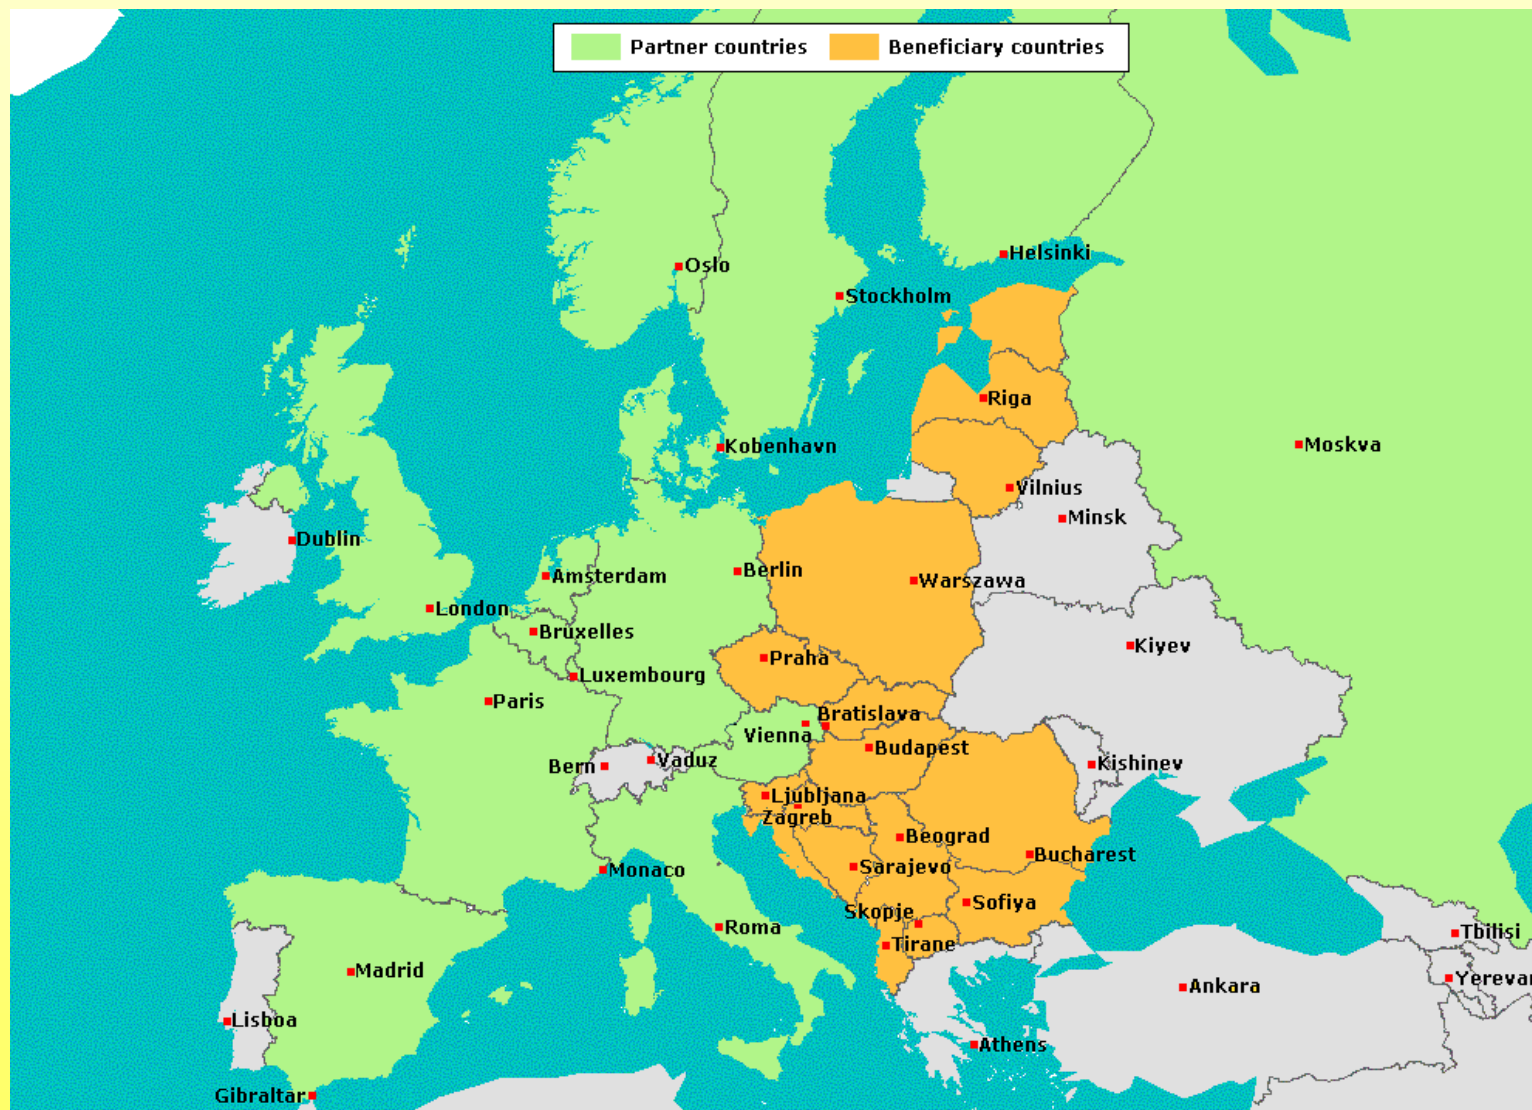 Partner countries
Beneficiary countries
Helsinki
Oslo
Stockholm
Riga
Kobenhavn
Moskva
Vilnius
Minsk
Dublin
Berlin
Amsterdam
Warszawa
London
Bruxelles
Kiyev
Praha
Luxembourg
Paris
Bratislava
Vienna
Budapest
Vaduz
Bern
Kishinev
Ljubljana
Zagreb
Beograd
Bucharest
Sarajevo
Monaco
Sofiya
Skopje
Roma
Tbilisi
Tirane
Madrid
Yerevan
Ankara
Lisboa
Athens
Gibraltar